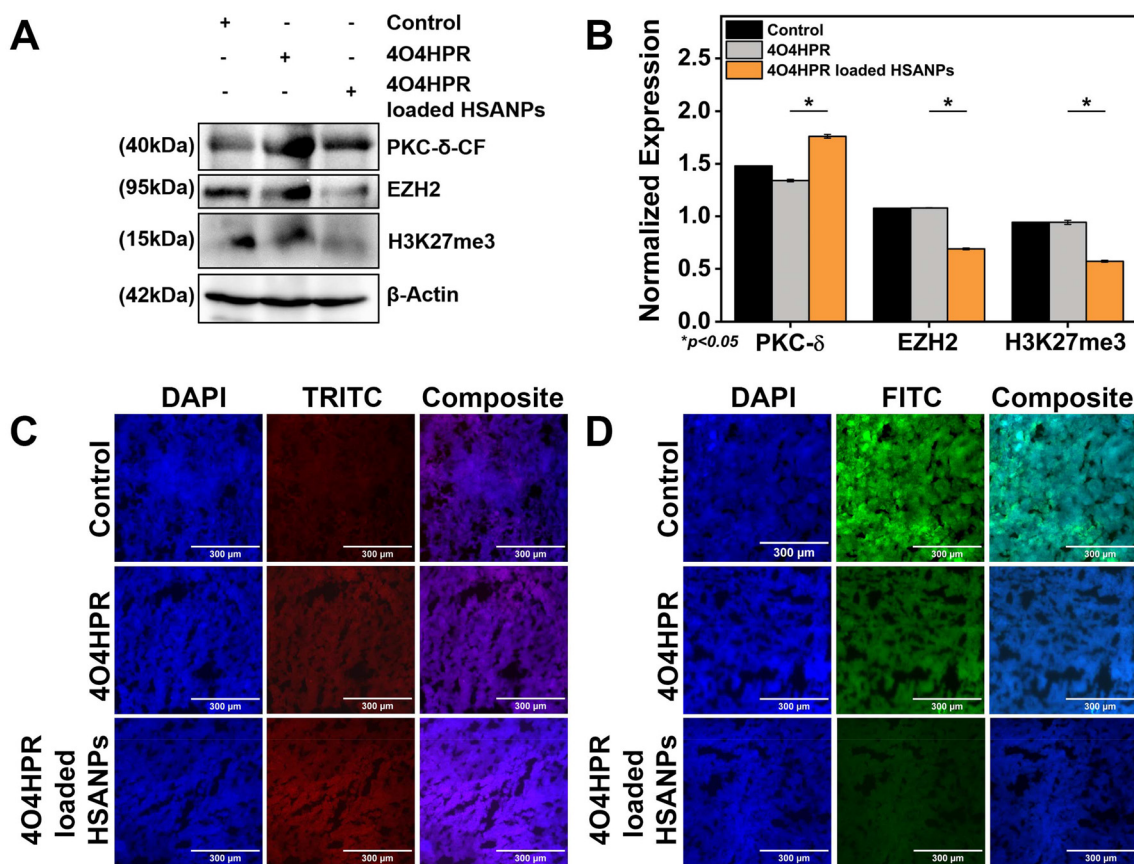 A
+ - - Control
- + - 4O4HPR
- - + 4O4HPR
loaded HSANPs
(40kDa) PKC-δ-CF
(95kDa) EZH2
(15kDa) H3K27me3
(42kDa) β-Actin
B
Normalized Expression
2.5
2.0
1.5
1.0
0.5
0.0
Control
4O4HPR
4O4HPR loaded HSANPs
* * *
*p<0.05
PKC-δ EZH2 H3K27me3
C
DAPI TRITC Composite
Control
300 μm 300 μm 300 μm
4O4HPR
300 μm 300 μm 300 μm
4O4HPR
loaded
HSANPs
300 μm 300 μm 300 μm
D
DAPI FITC Composite
Control
300 μm 300 μm 300 μm
4O4HPR
300 μm 300 μm 300 μm
4O4HPR
loaded
HSANPs
300 μm 300 μm 300 μm